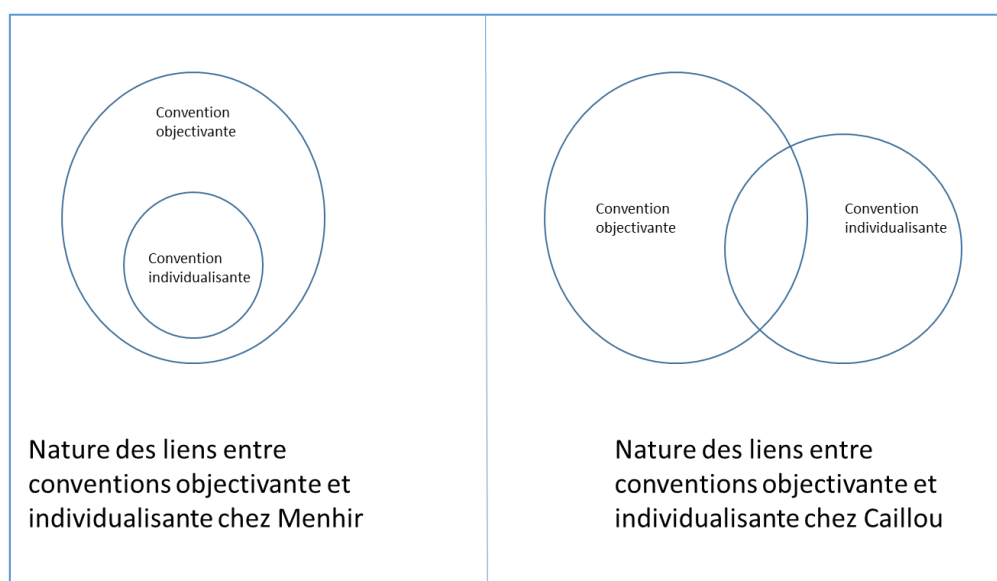 Convention
objectivante
Convention
individualisante
Nature des liens entre
conventions objectivante et
individualisante chez Menhir
Convention
objectivante
Convention
individualisante
Nature des liens entre
conventions objectivante et
individualisante chez Caillou